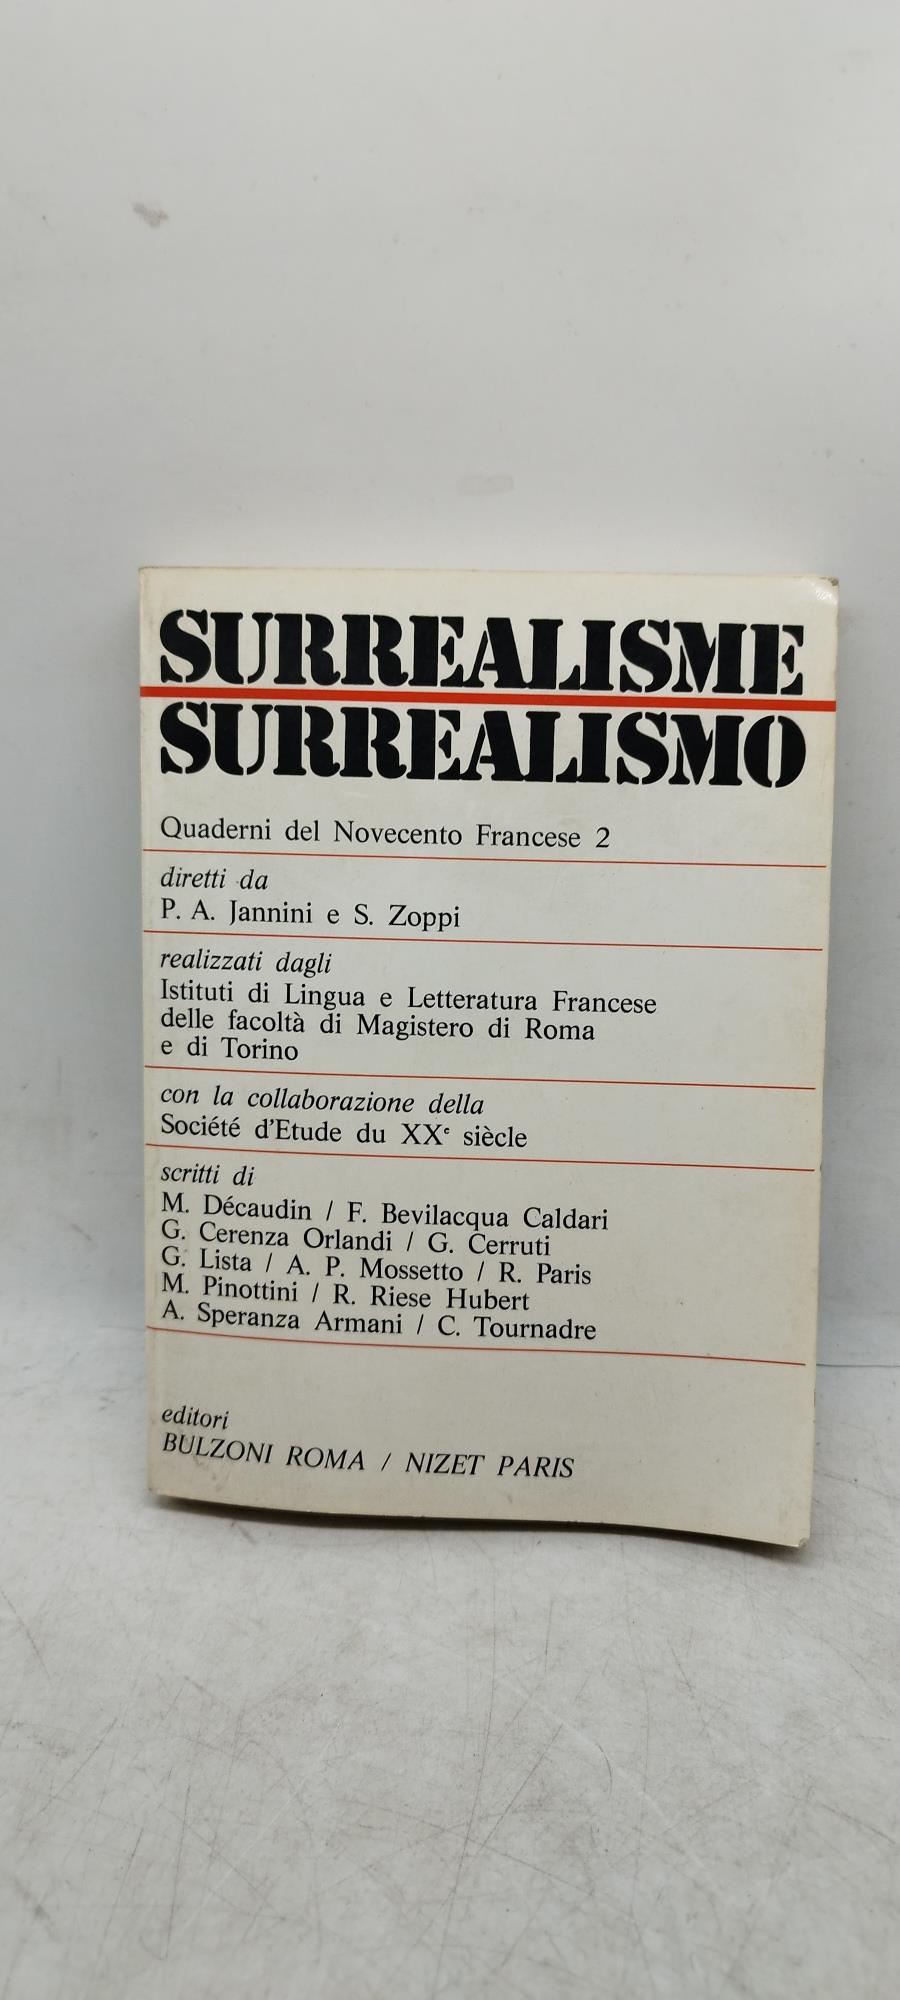 SURREALISME
SURREALISMO
Quaderni del Novecento Francese 2
diretti da
P. A. Jannini e S. Zoppi
realizzati dagli
Istituti di Lingua e Letteratura Francese
delle facoltà di Magistero di Roma
e di Torino
con la collaborazione della
Société d'Etude du XXᵉ siècle
scritti di
M. Décaudin / F. Bevilacqua Caldari
G. Cerenza Orlandi / G. Cerruti
G. Lista / A. P. Mossetto / R. Paris
M. Pinottini / R. Riese Hubert
A. Speranza Armani / C. Tournadre
editori
BULZONI ROMA / NIZET PARIS